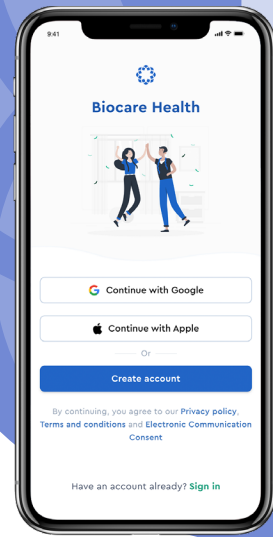 9:41
Biocare Health
Continue with Google
Continue with Apple
Or
Create account
By continuing, you agree to our Privacy policy,
Terms and conditions and Electronic Communication
Consent
Have an account already? Sign in